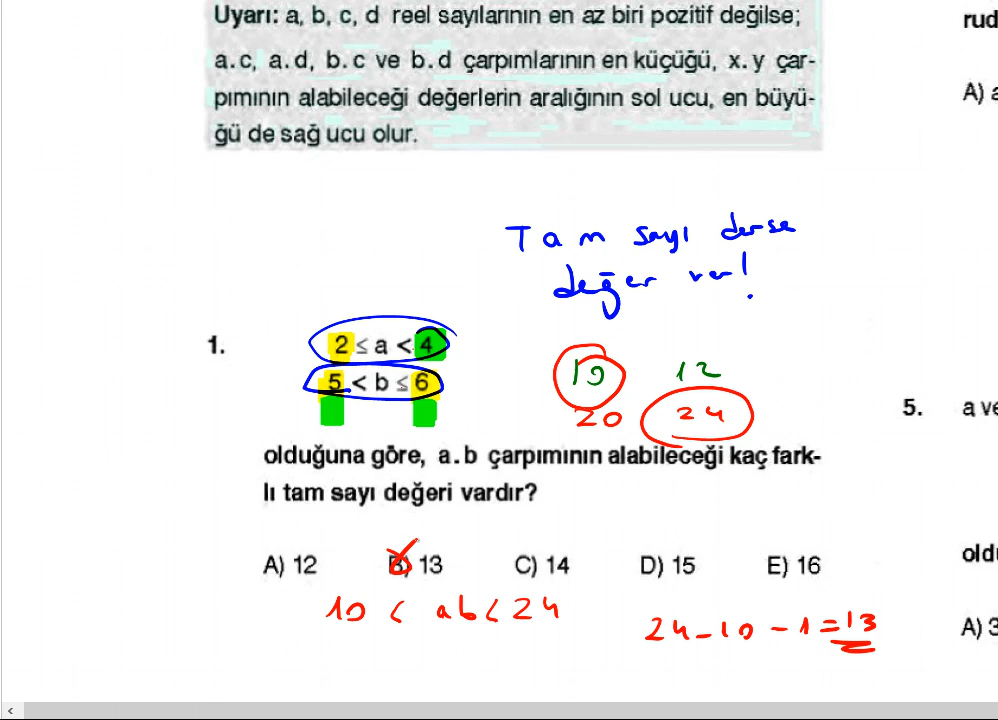 Uyarı: a, b, c, d reel sayılarının en az biri pozitif değilse;
a.c, a.d, b.c ve b.d çarpımlarının en küçüğü, x.y çar-
pımının alabileceği değerlerin aralığının sol ucu, en büyü-
ğü de sağ ucu olur.
rud
A) a
Tam sayı derse
değer ver!
1.
2 ≤ a < 4
5 < b ≤ 6
10 12
20 24
olduğuna göre, a.b çarpımının alabileceği kaç fark-
lı tam sayı değeri vardır?
A) 12 B) 13 C) 14 D) 15 E) 16
10 < ab < 24
24-10-1=13
5. a ve
oldu
A) 3